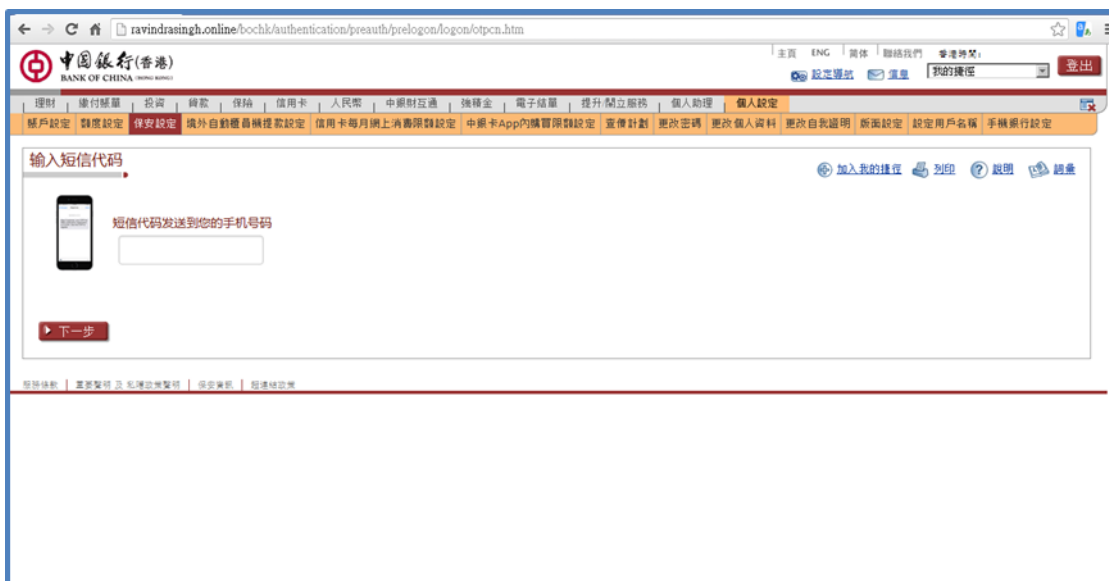 ravindrasingh.online/bochk/authentication/preauth/prelogon/logon/otpcn.htm
中国銀行(香港)
BANK OF CHINA (HONG KONG)
主頁 ENG 简体 聯絡我們 香港時間:
設定導航 信息 我的捷徑 登出
理財 繳付賬單 投資 貸款 保險 信用卡 人民幣 中銀財互通 強積金 電子結單 提升/開立服務 個人助理 個人設定
賬戶設定 額度設定 保安設定 境外自動櫃員機提款設定 信用卡每月網上消費限額設定 中銀卡App內購買限額設定 宣傳計劃 更改密碼 更改個人資料 更改自我證明 版面設定 設定用戶名稱 手機銀行設定
输入短信代码
加入我的捷徑 列印 說明 詞彙
短信代码发送到您的手机号码
下一步
服務條款 重要聲明 及 私隱政策聲明 保安資訊 超連結政策